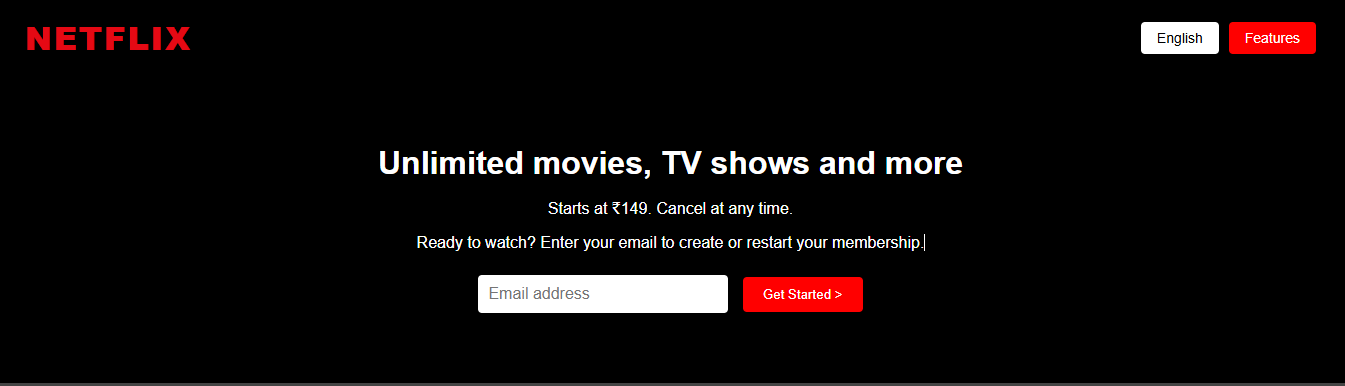 NETFLIX
English
Features
Unlimited movies, TV shows and more
Starts at ₹149. Cancel at any time.
Ready to watch? Enter your email to create or restart your membership.
Email address
Get Started >